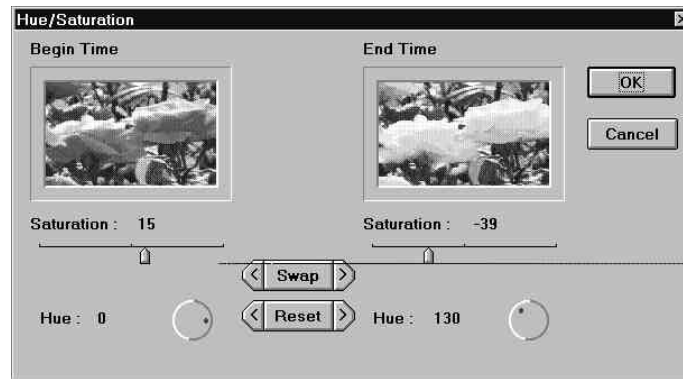 Hue/Saturation
Begin Time
End Time
OK
Cancel
Saturation : 15
Saturation : -39
< Swap >
< Reset >
Hue : 0
Hue : 130